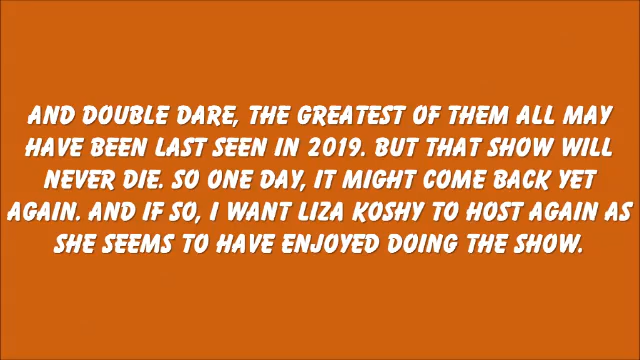 AND DOUBLE DARE, THE GREATEST OF THEM ALL MAY
HAVE BEEN LAST SEEN IN 2019. BUT THAT SHOW WILL
NEVER DIE. SO ONE DAY, IT MIGHT COME BACK YET
AGAIN. AND IF SO, I WANT LIZA KOSHY TO HOST AGAIN AS
SHE SEEMS TO HAVE ENJOYED DOING THE SHOW.